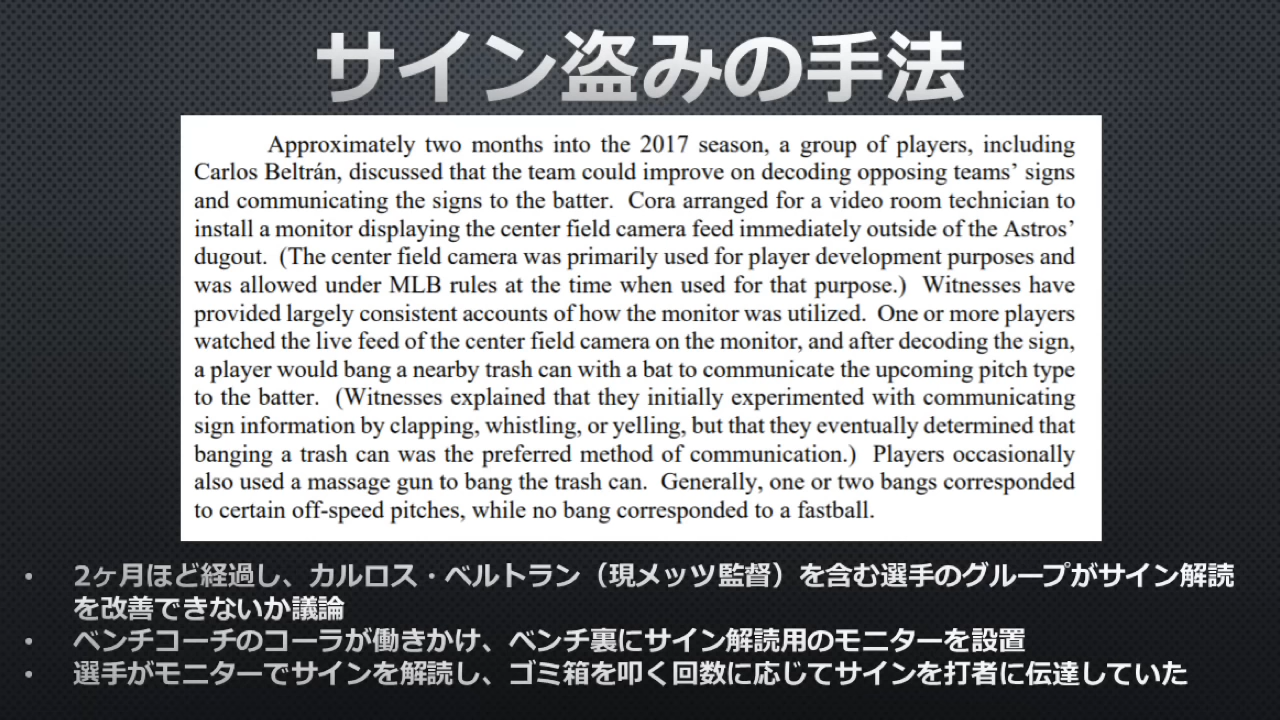 サイン盗みの手法
Approximately two months into the 2017 season, a group of players, including
Carlos Beltrán, discussed that the team could improve on decoding opposing teams’ signs
and communicating the signs to the batter. Cora arranged for a video room technician to
install a monitor displaying the center field camera feed immediately outside of the Astros’
dugout. (The center field camera was primarily used for player development purposes and
was allowed under MLB rules at the time when used for that purpose.) Witnesses have
provided largely consistent accounts of how the monitor was utilized. One or more players
watched the live feed of the center field camera on the monitor, and after decoding the sign,
a player would bang a nearby trash can with a bat to communicate the upcoming pitch type
to the batter. (Witnesses explained that they initially experimented with communicating
sign information by clapping, whistling, or yelling, but that they eventually determined that
banging a trash can was the preferred method of communication.) Players occasionally
also used a massage gun to bang the trash can. Generally, one or two bangs corresponded
to certain off-speed pitches, while no bang corresponded to a fastball.
• 2ヶ月ほど経過し、カルロス・ベルトラン（現メッツ監督）を含む選手のグループがサイン解読
を改善できないか議論
• ベンチコーチのコーラが働きかけ、ベンチ裏にサイン解読用のモニターを設置
• 選手がモニターでサインを解読し、ゴミ箱を叩く回数に応じてサインを打者に伝達していた